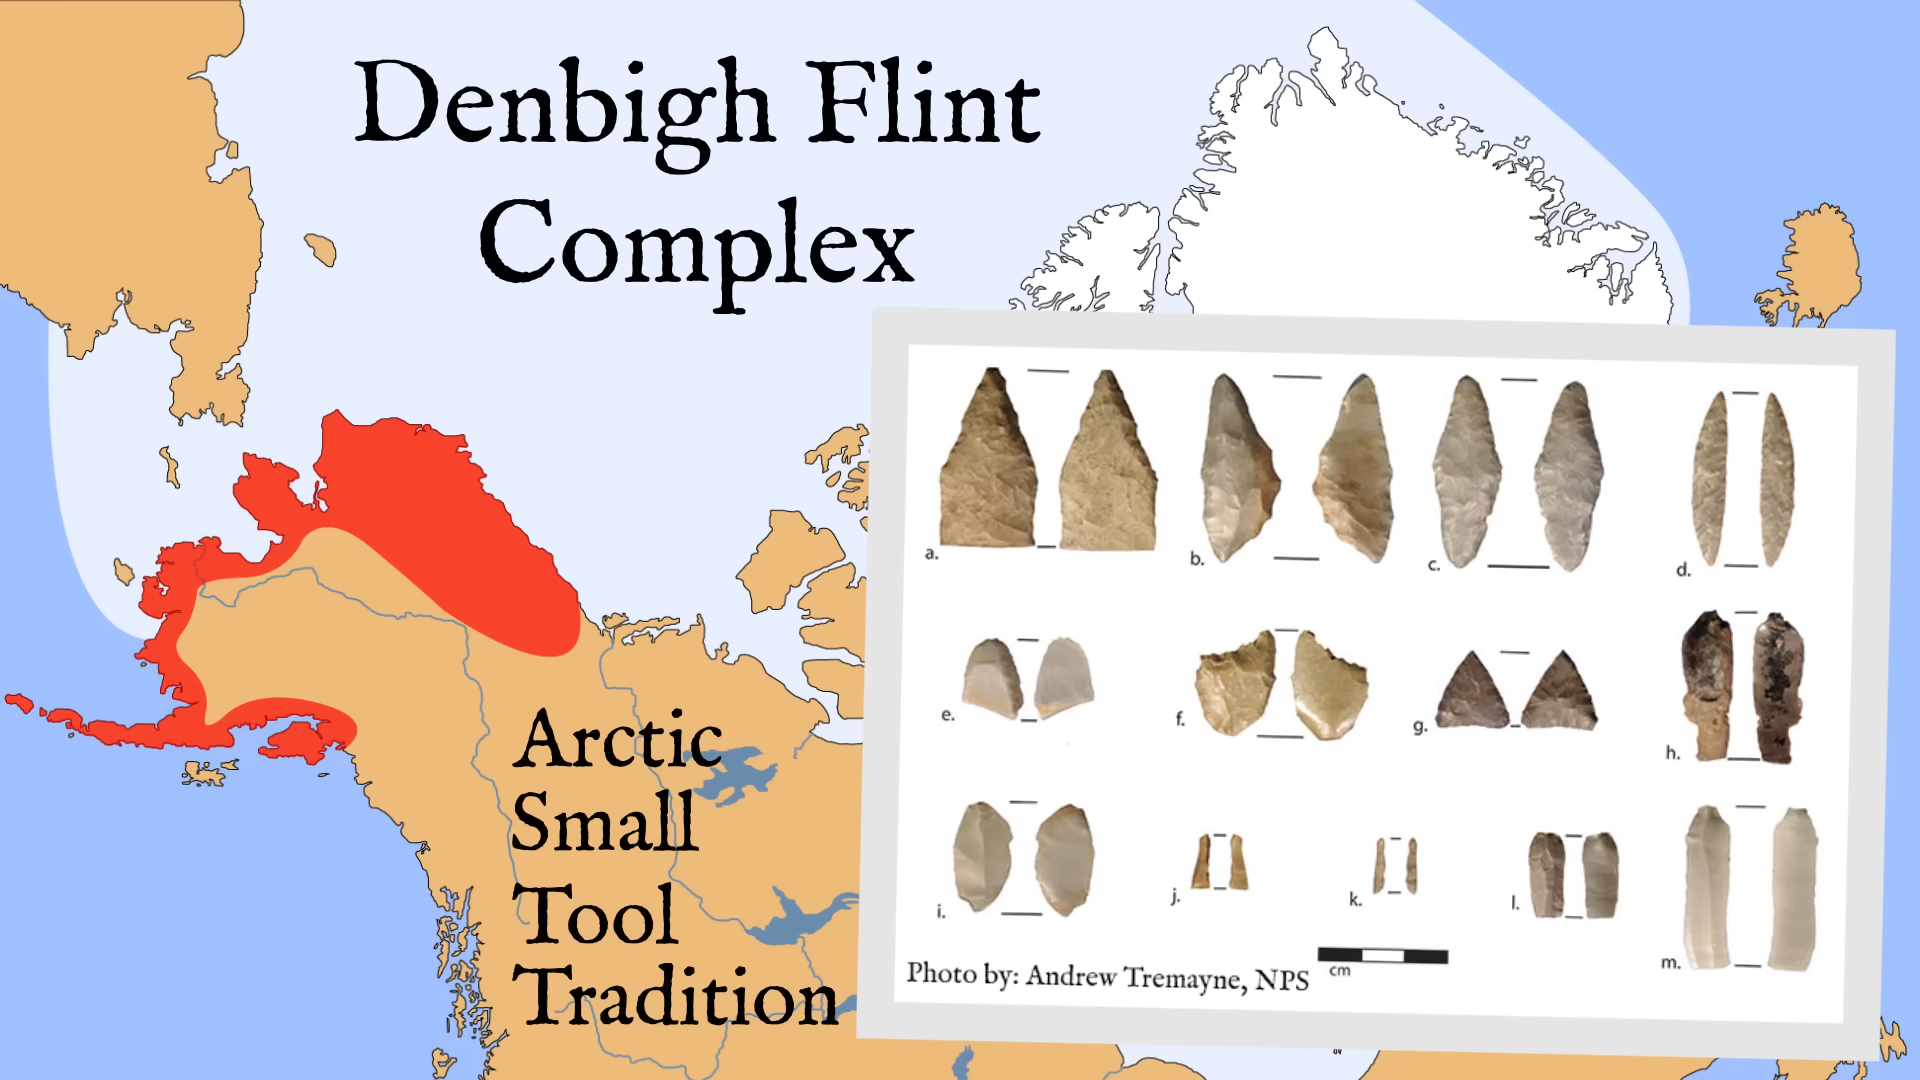 Denbigh Flint
Complex
Arctic
Small
Tool
Tradition
a.
b.
c.
d.
e.
f.
g.
h.
i.
j.
k.
l.
m.
cm
Photo by: Andrew Tremayne, NPS